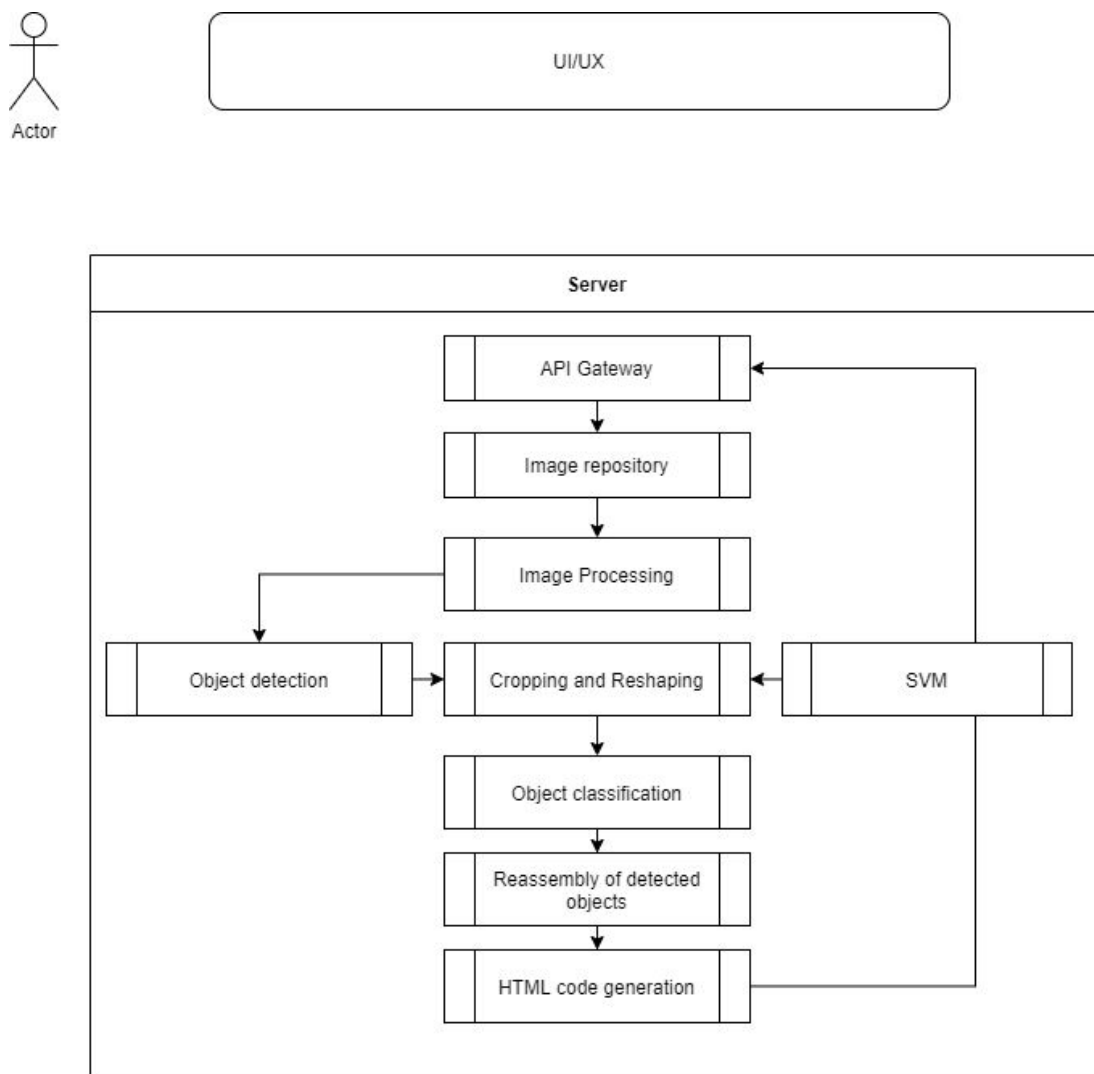 UI/UX
Actor
Server
API Gateway
Image repository
Image Processing
Object detection
Cropping and Reshaping
SVM
Object classification
Reassembly of detected
objects
HTML code generation